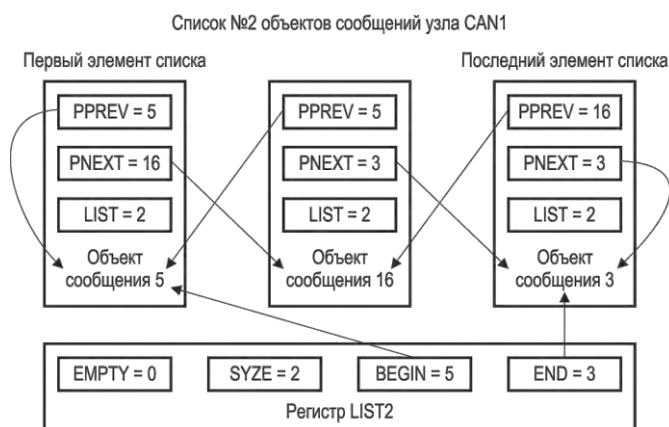 Список №2 объектов сообщений узла CAN1
Первый элемент списка
Последний элемент списка
PPREV = 5
PPREV = 5
PPREV = 16
PNEXT = 16
PNEXT = 3
PNEXT = 3
LIST = 2
LIST = 2
LIST = 2
Объект
сообщения 5
Объект
сообщения 16
Объект
сообщения 3
EMPTY = 0
SYZE = 2
BEGIN = 5
END = 3
Регистр LIST2